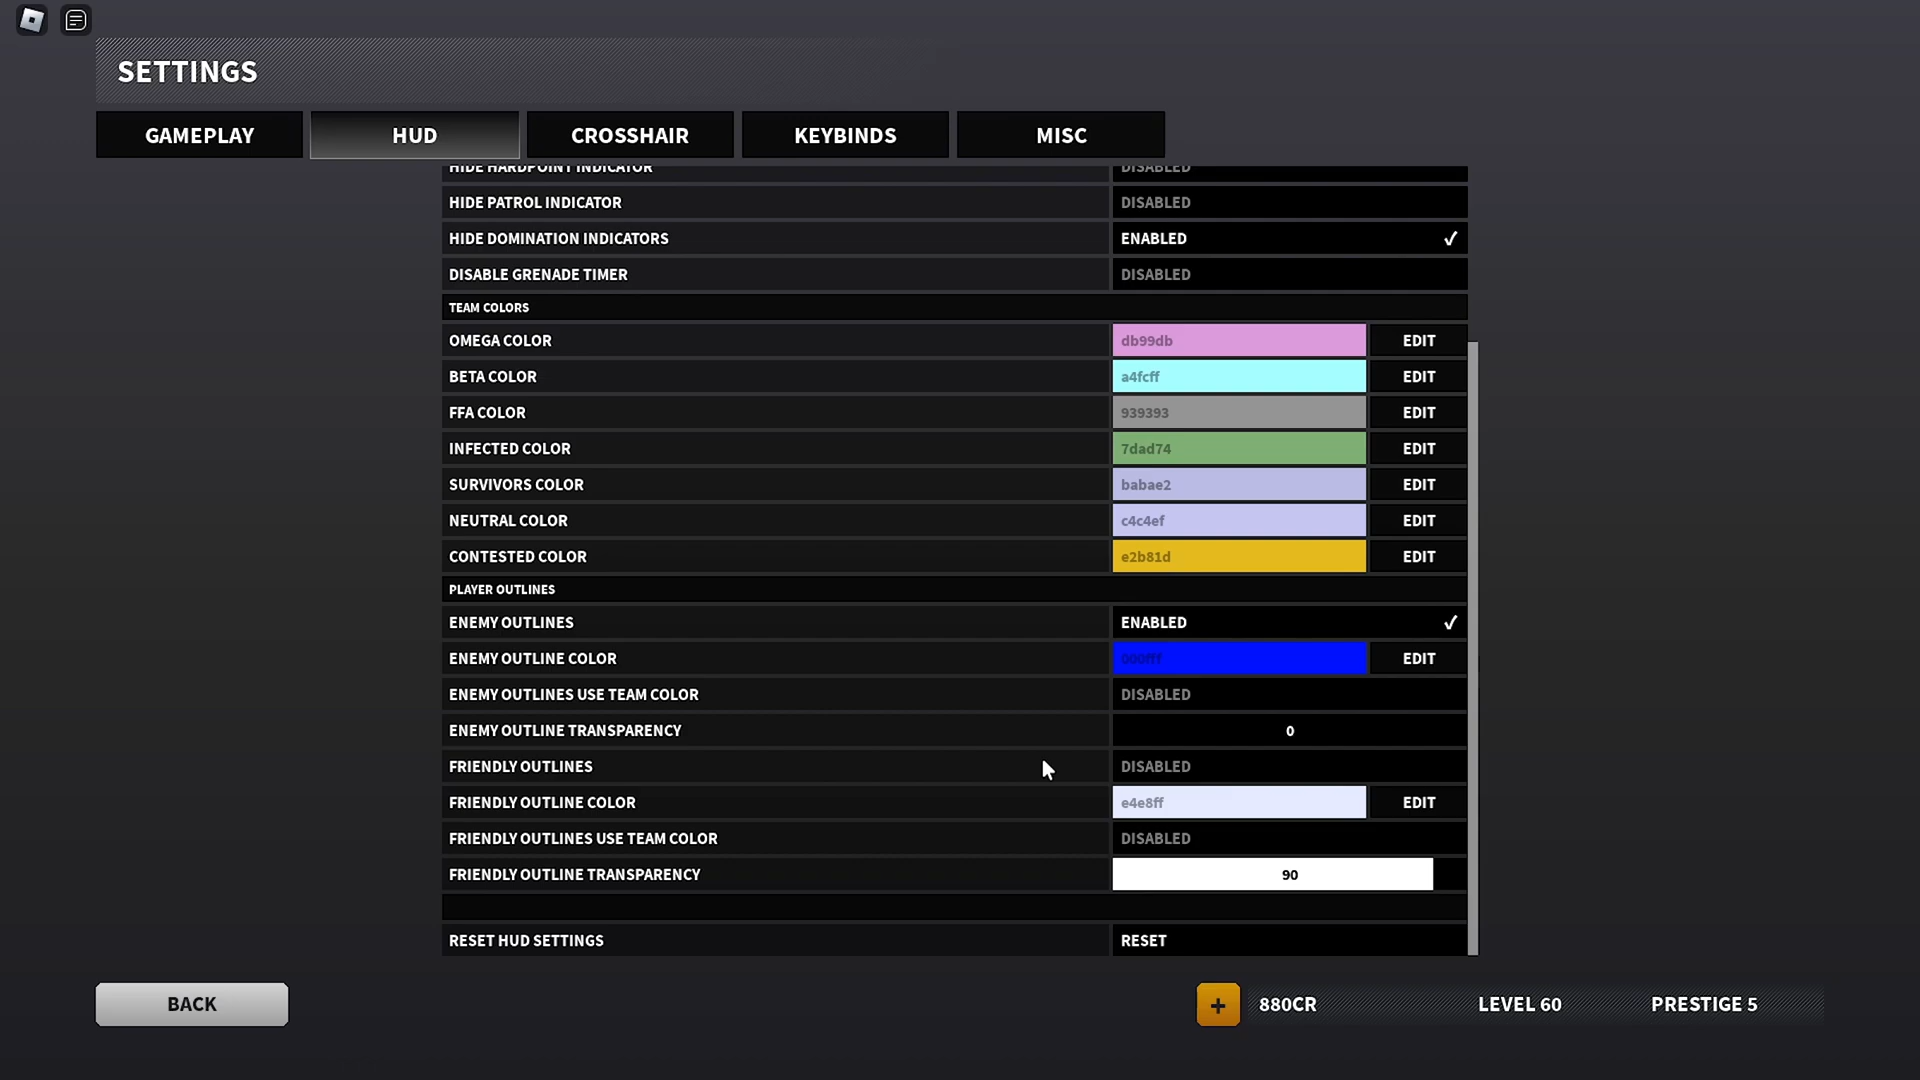 SETTINGS
GAMEPLAY HUD CROSSHAIR KEYBINDS MISC
HIDE HARDPOINT INDICATOR DISABLED
HIDE PATROL INDICATOR DISABLED
HIDE DOMINATION INDICATORS ENABLED ✓
DISABLE GRENADE TIMER DISABLED
TEAM COLORS
OMEGA COLOR db99db EDIT
BETA COLOR a4fcff EDIT
FFA COLOR 939393 EDIT
INFECTED COLOR 7dad74 EDIT
SURVIVORS COLOR babae2 EDIT
NEUTRAL COLOR c4c4ef EDIT
CONTESTED COLOR e2b81d EDIT
PLAYER OUTLINES
ENEMY OUTLINES ENABLED ✓
ENEMY OUTLINE COLOR 000fff EDIT
ENEMY OUTLINES USE TEAM COLOR DISABLED
ENEMY OUTLINE TRANSPARENCY 0
FRIENDLY OUTLINES DISABLED
FRIENDLY OUTLINE COLOR e4e8ff EDIT
FRIENDLY OUTLINES USE TEAM COLOR DISABLED
FRIENDLY OUTLINE TRANSPARENCY 90
RESET HUD SETTINGS RESET
BACK + 880CR LEVEL 60 PRESTIGE 5